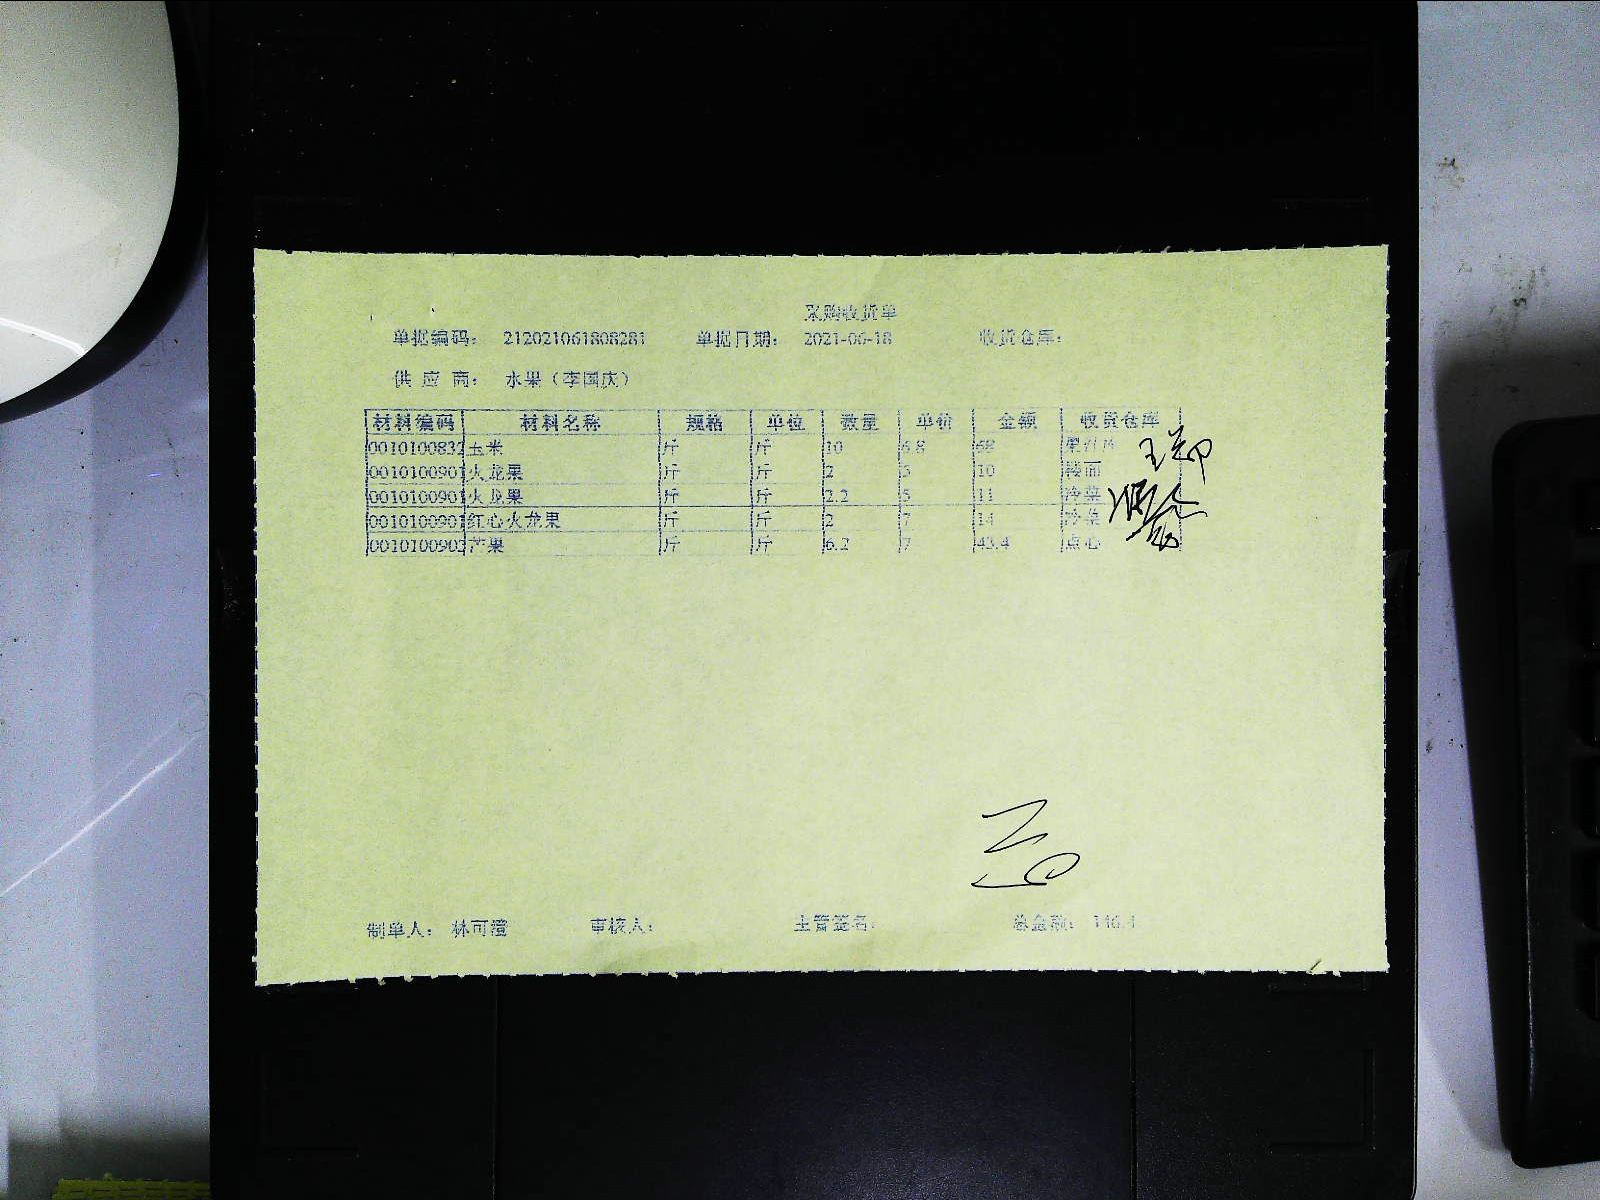 采购收货单
单据编码: 212021061808281 单据日期: 2021-06-18 收货仓库:
供 应 商: 水果(李国庆)
材料编码 材料名称 规格 单位 数量 单价 金额 收货仓库
0010100832 玉米 斤 斤 10 6.8 68
0010100901 火龙果 斤 斤 2 5 10 楼面
0010100901 火龙果 斤 斤 2.2 5 11 冷菜
0010100901 红心火龙果 斤 斤 2 7 14 冷菜
0010100902 芒果 斤 斤 6.2 7 43.4 点心
制单人: 林可澄 审核人: 主管签名: 总金额: 146.4